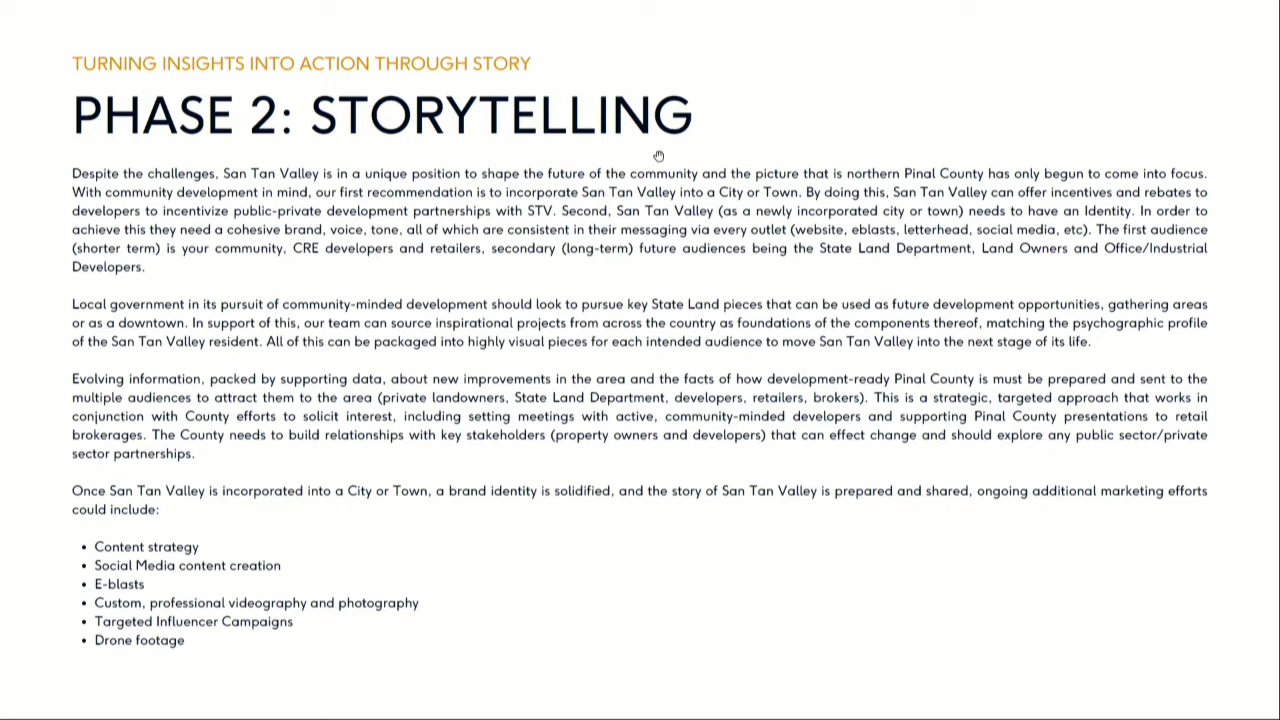 TURNING INSIGHTS INTO ACTION THROUGH STORY
PHASE 2: STORYTELLING
Despite the challenges, San Tan Valley is in a unique position to shape the future of the community and the picture that is northern Pinal County has only begun to come into focus.
With community development in mind, our first recommendation is to incorporate San Tan Valley into a City or Town. By doing this, San Tan Valley can offer incentives and rebates to
developers to incentivize public-private development partnerships with STV. Second, San Tan Valley (as a newly incorporated city or town) needs to have an Identity. In order to
achieve this they need a cohesive brand, voice, tone, all of which are consistent in their messaging via every outlet (website, eblasts, letterhead, social media, etc). The first audience
(shorter term) is your community, CRE developers and retailers, secondary (long-term) future audiences being the State Land Department, Land Owners and Office/Industrial
Developers.
Local government in its pursuit of community-minded development should look to pursue key State Land pieces that can be used as future development opportunities, gathering areas
or as a downtown. In support of this, our team can source inspirational projects from across the country as foundations of the components thereof, matching the psychographic profile
of the San Tan Valley resident. All of this can be packaged into highly visual pieces for each intended audience to move San Tan Valley into the next stage of its life.
Evolving information, packed by supporting data, about new improvements in the area and the facts of how development-ready Pinal County is must be prepared and sent to the
multiple audiences to attract them to the area (private landowners, State Land Department, developers, retailers, brokers). This is a strategic, targeted approach that works in
conjunction with County efforts to solicit interest, including setting meetings with active, community-minded developers and supporting Pinal County presentations to retail
brokerages. The County needs to build relationships with key stakeholders (property owners and developers) that can effect change and should explore any public sector/private
sector partnerships.
Once San Tan Valley is incorporated into a City or Town, a brand identity is solidified, and the story of San Tan Valley is prepared and shared, ongoing additional marketing efforts
could include:
• Content strategy
• Social Media content creation
• E-blasts
• Custom, professional videography and photography
• Targeted Influencer Campaigns
• Drone footage